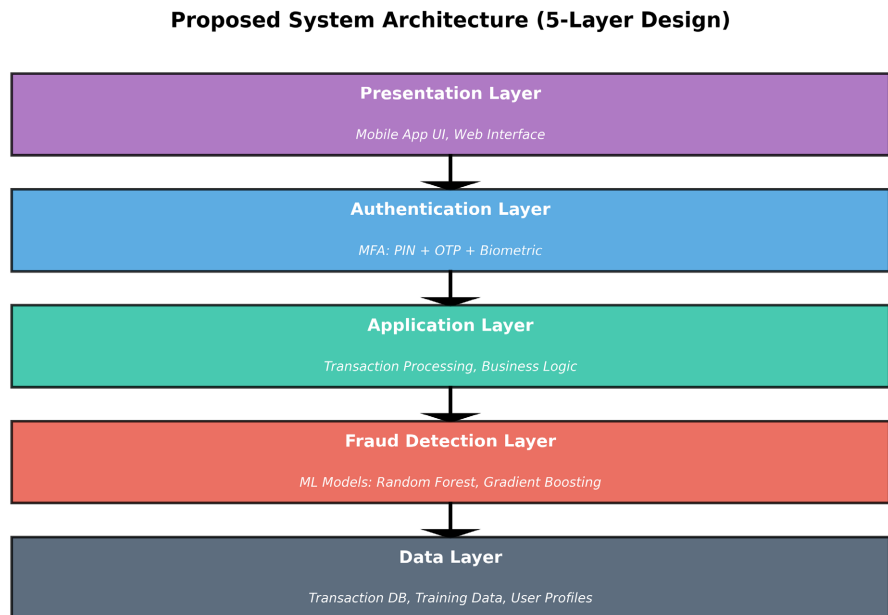 Proposed System Architecture (5-Layer Design)
Presentation Layer
Mobile App UI, Web Interface
Authentication Layer
MFA: PIN + OTP + Biometric
Application Layer
Transaction Processing, Business Logic
Fraud Detection Layer
ML Models: Random Forest, Gradient Boosting
Data Layer
Transaction DB, Training Data, User Profiles